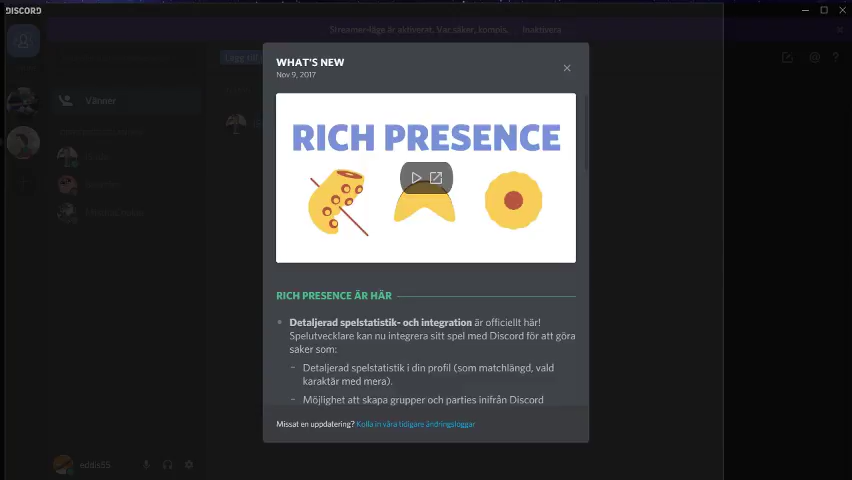 DISCORD
Streamer-läge är aktiverat. Var säker, kompis. Inaktivera
Vänner
WHAT'S NEW
Nov 9, 2017
RICH PRESENCE
RICH PRESENCE ÄR HÄR
Detaljerad spelstatistik- och integration är officiellt här!
Spelutvecklare kan nu integrera sitt spel med Discord för att göra
saker som:
Detaljerad spelstatistik i din profil (som matchlängd, vald
karaktär med mera).
Möjlighet att skapa grupper och parties inifrån Discord
Missat en uppdatering? Kolla in våra tidigare ändringsloggar
eddis55